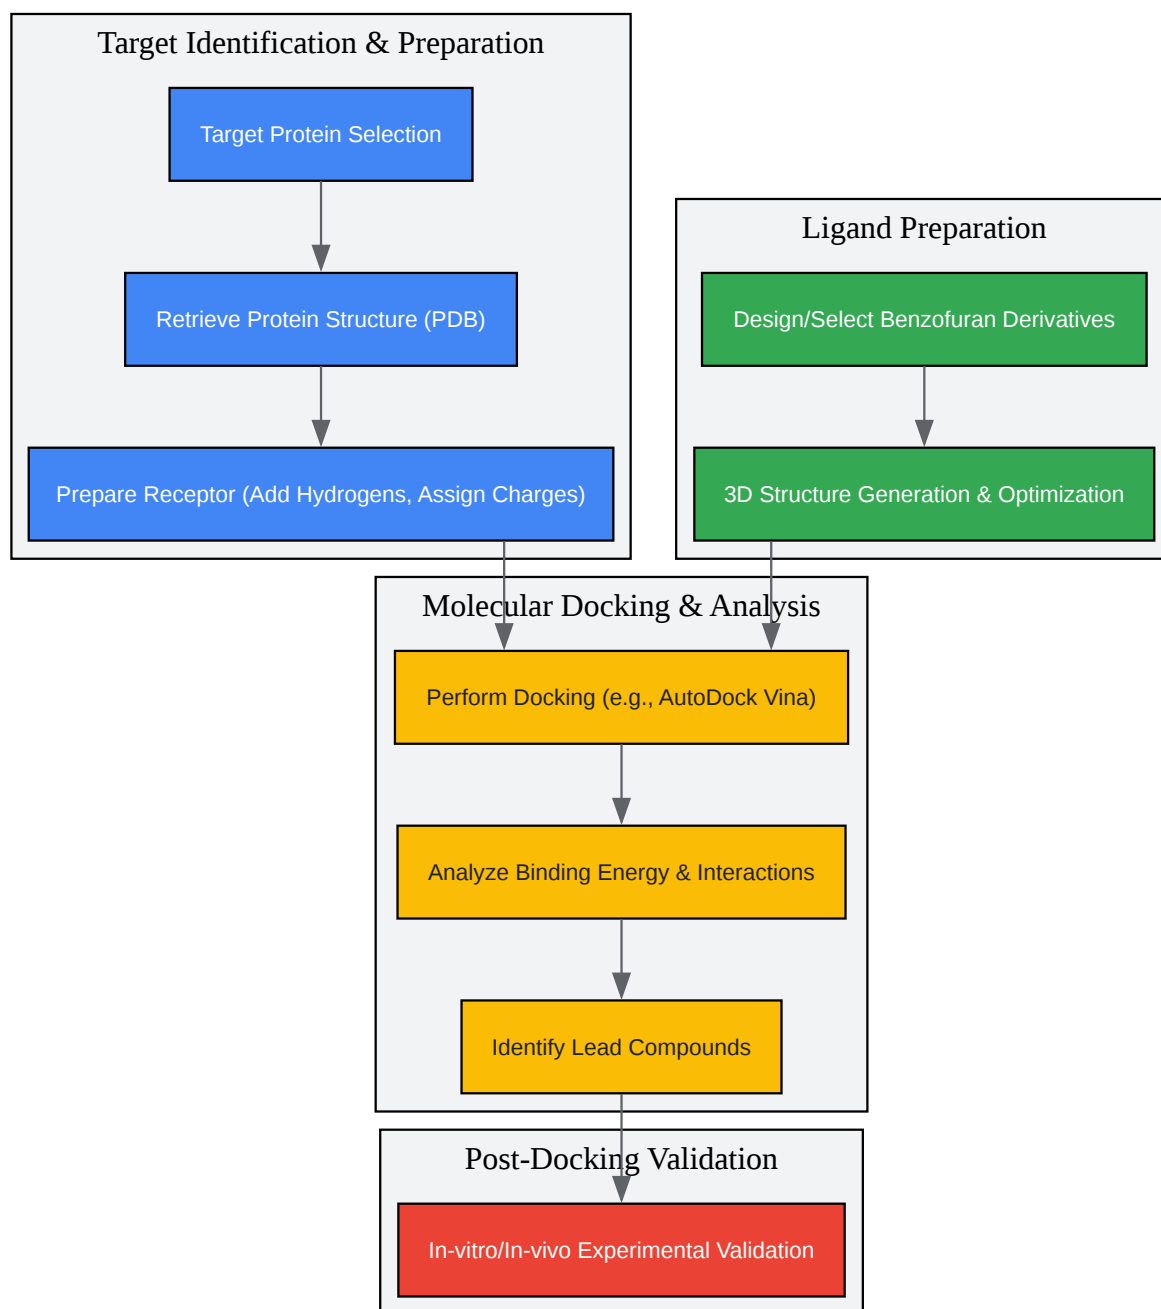 Target Identification & Preparation
Target Protein Selection
Retrieve Protein Structure (PDB)
Prepare Receptor (Add Hydrogens, Assign Charges)
Ligand Preparation
Design/Select Benzofuran Derivatives
3D Structure Generation & Optimization
Molecular Docking & Analysis
Perform Docking (e.g., AutoDock Vina)
Analyze Binding Energy & Interactions
Identify Lead Compounds
Post-Docking Validation
In-vitro/In-vivo Experimental Validation